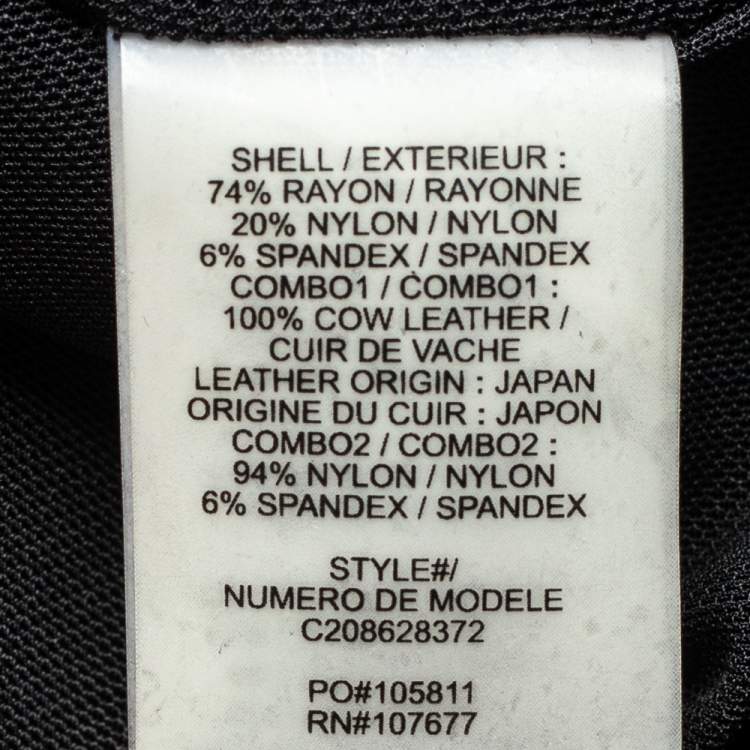 SHELL / EXTERIEUR :
74% RAYON / RAYONNE
20% NYLON / NYLON
6% SPANDEX / SPANDEX
COMBO1 / COMBO1 :
100% COW LEATHER /
CUIR DE VACHE
LEATHER ORIGIN : JAPAN
ORIGINE DU CUIR : JAPON
COMBO2 / COMBO2 :
94% NYLON / NYLON
6% SPANDEX / SPANDEX
STYLE#/
NUMERO DE MODELE
C208628372
PO#105811
RN#107677